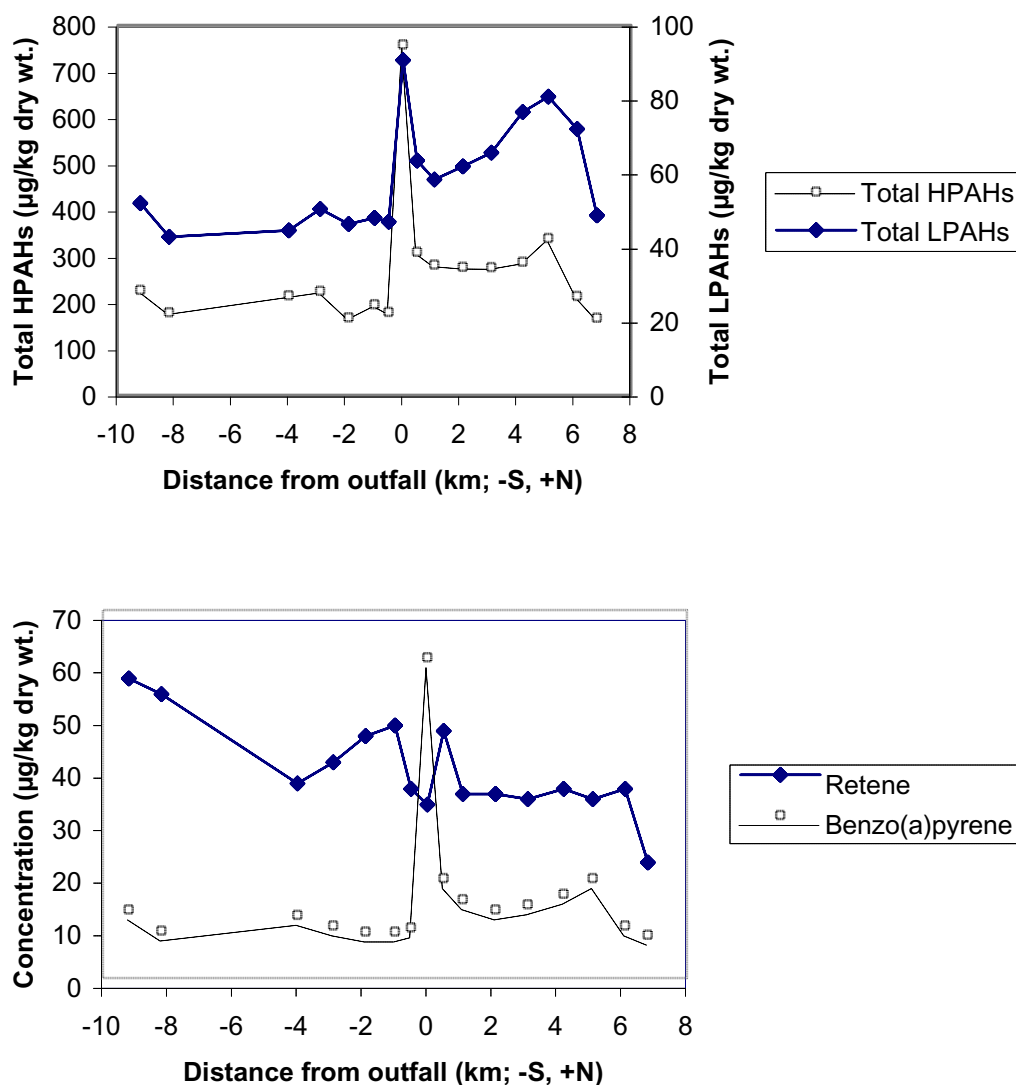 Total HPAHs (µg/kg dry wt.)
800
700
600
500
400
300
200
100
0
100
80
60
40
20
0
Total LPAHs (µg/kg dry wt.)
-10 -8 -6 -4 -2 0 2 4 6 8
Distance from outfall (km; -S, +N)
Total HPAHs
Total LPAHs
Concentration (µg/kg dry wt.)
70
60
50
40
30
20
10
0
-10 -8 -6 -4 -2 0 2 4 6 8
Distance from outfall (km; -S, +N)
Retene
Benzo(a)pyrene